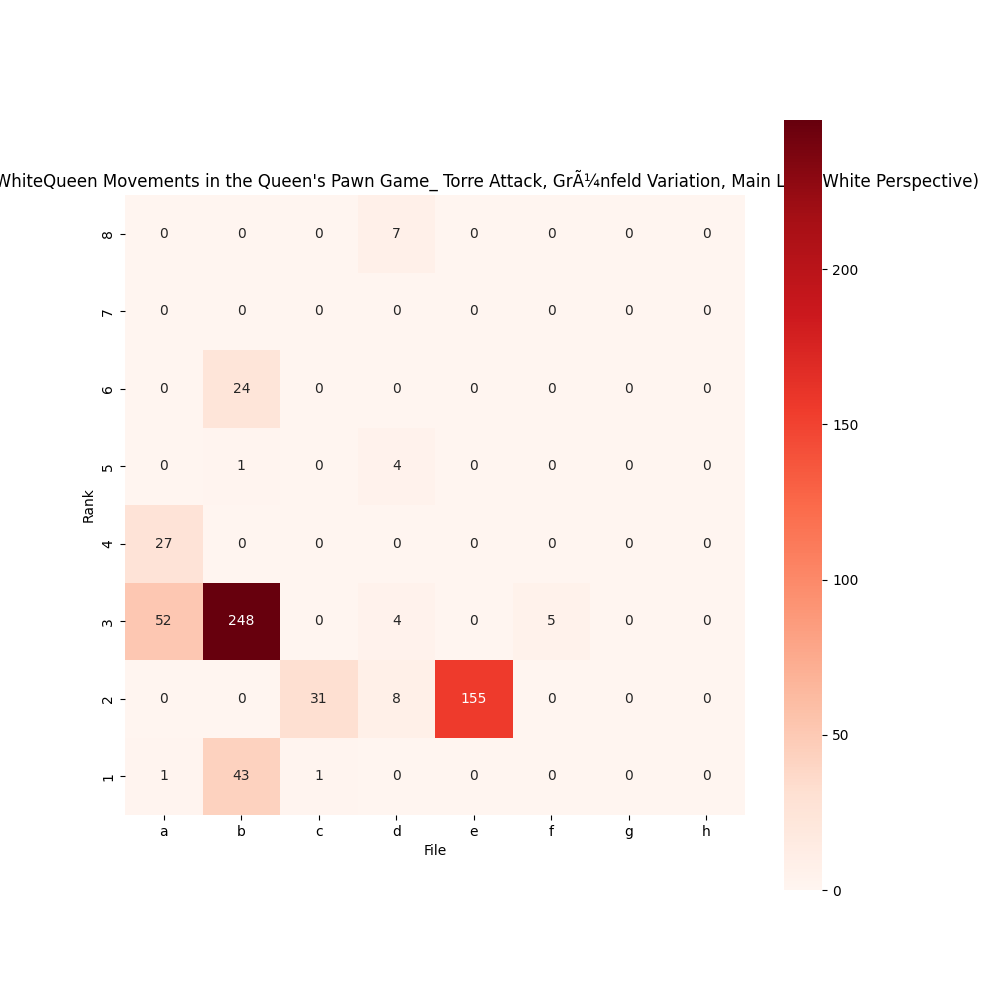 WhiteQueen Movements in the Queen's Pawn Game_ Torre Attack, GrÃ¼nfeld Variation, Main L White Perspective)
8 0 0 0 7 0 0 0 0
7 0 0 0 0 0 0 0 0
6 0 24 0 0 0 0 0 0
5 0 1 0 4 0 0 0 0
4 27 0 0 0 0 0 0 0
3 52 248 0 4 0 5 0 0
2 0 0 31 8 155 0 0 0
1 1 43 1 0 0 0 0 0
a b c d e f g h
File
Rank
200
150
100
50
0